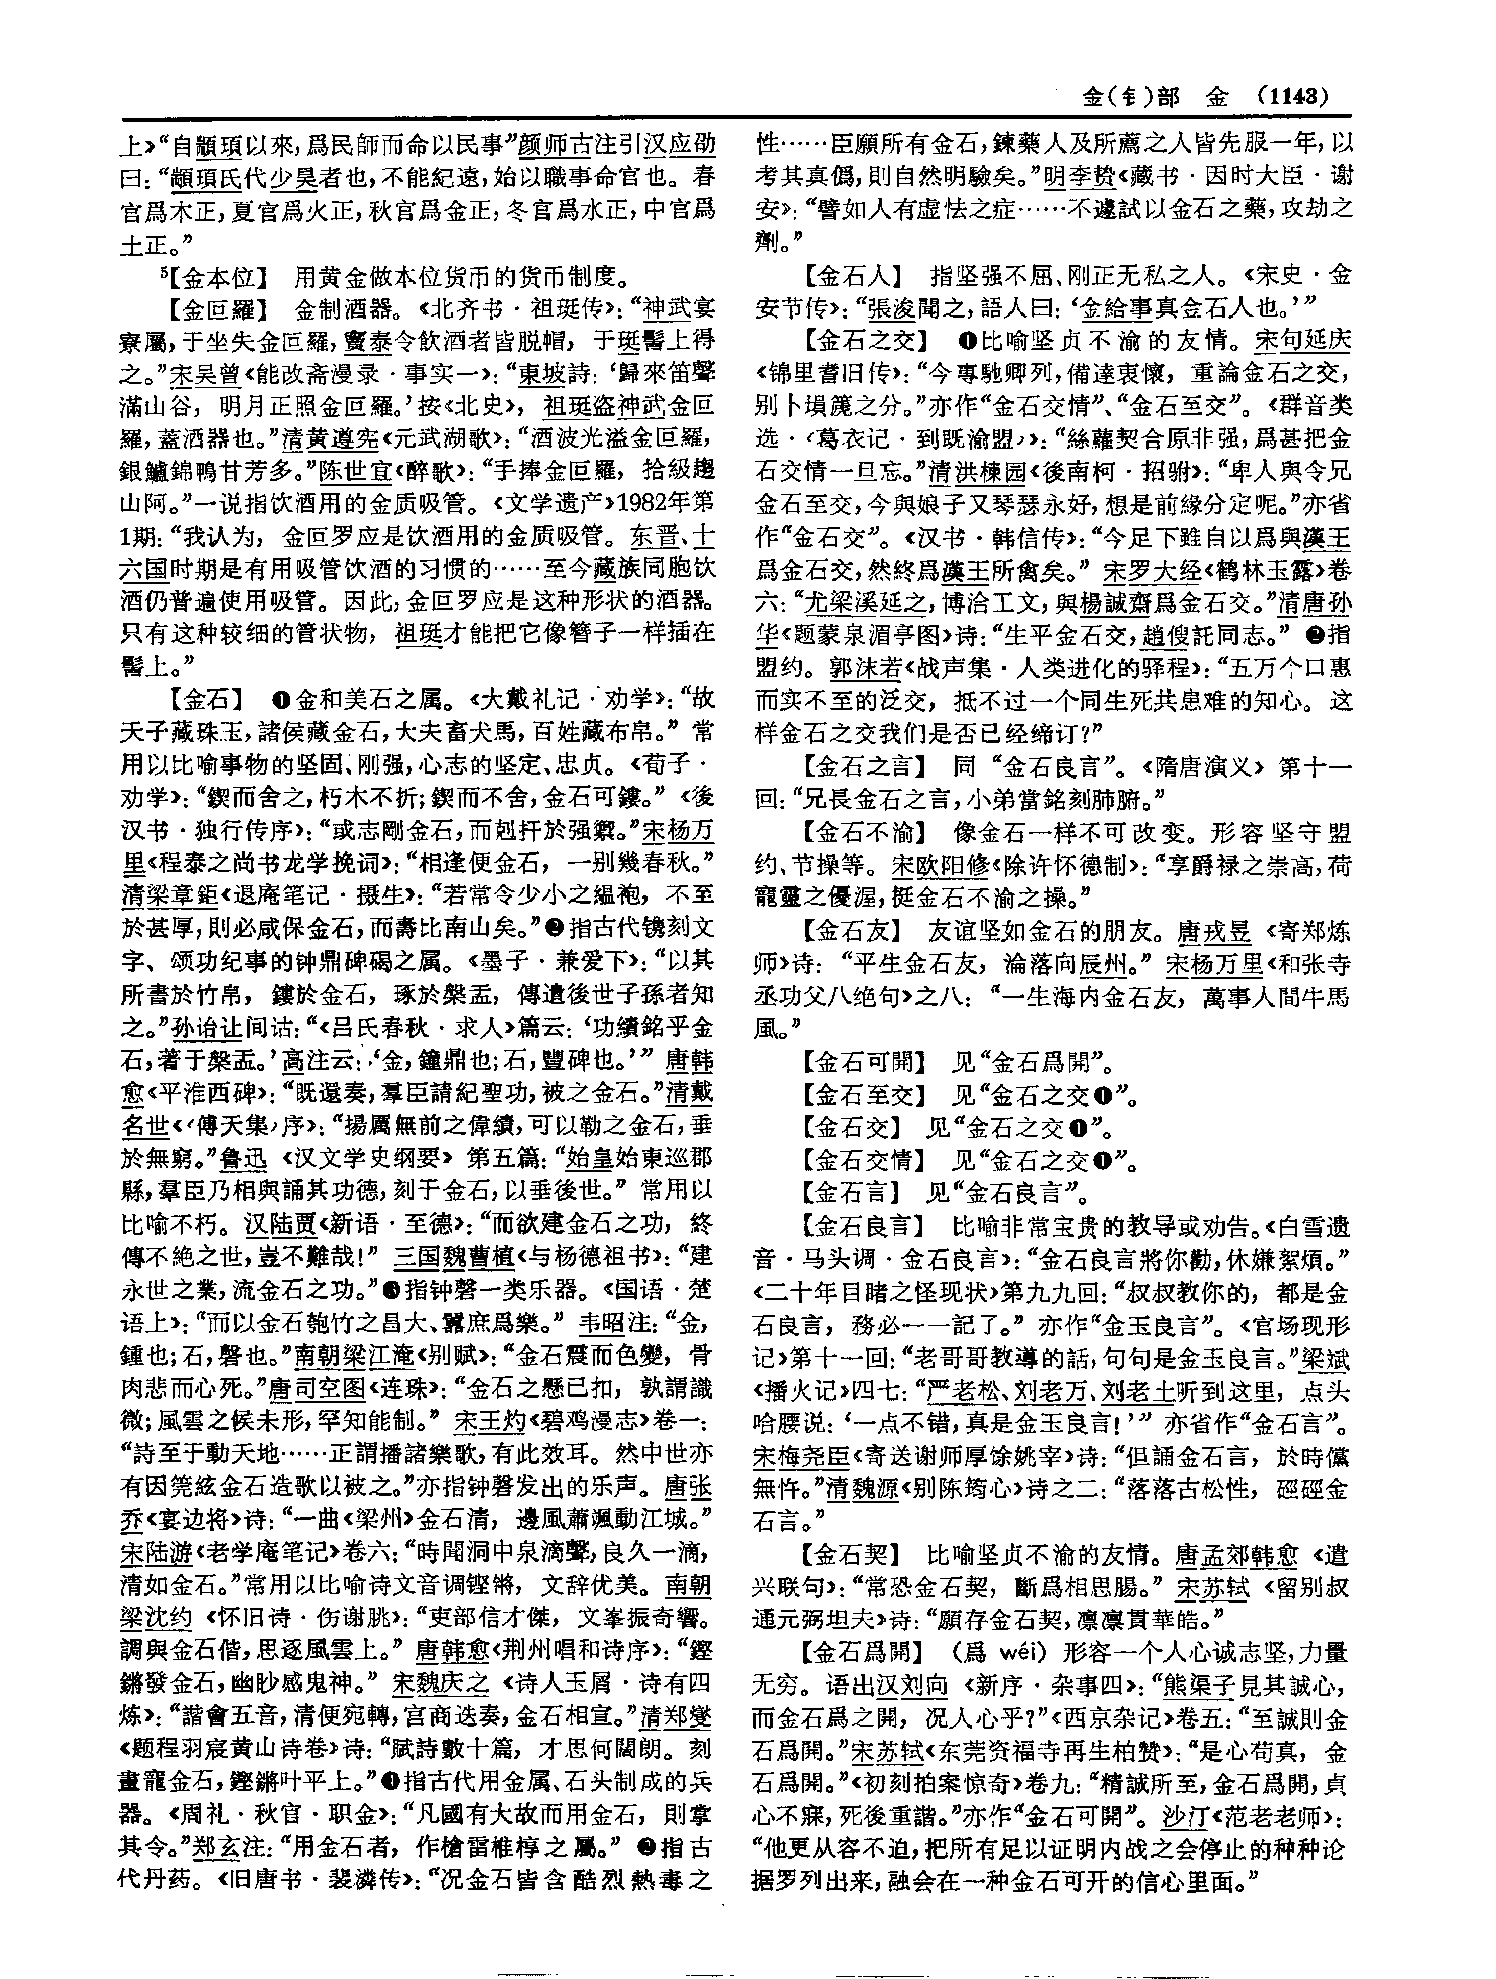 金(钅)部　金　(1143)
上》“自顓頊以來,爲民師而命以民事”颜师古注引汉应劭
曰:“顓頊氏代少昊者也,不能紀遠,始以職事命官也。春
官爲木正,夏官爲火正,秋官爲金正,冬官爲水正,中官爲
土正。”
⁵【金本位】　用黄金做本位货币的货币制度。
【金叵羅】　金制酒器。《北齐书·祖珽传》:“神武宴
寮屬,于坐失金叵羅,竇泰令飲酒者皆脱帽,于珽髻上得
之。”宋吴曾《能改斋漫录·事实一》:“東坡詩:‘歸來笛聲
滿山谷,明月正照金叵羅。’按《北史》,祖珽盗神武金叵
羅,蓋酒器也。”清黄遵宪《元武湖歌》:“酒波光溢金叵羅,
銀鱸錦鴨甘芳多。”陈世宜《醉歌》:“手捧金叵羅,拾級趨
山阿。”一说指饮酒用的金质吸管。《文学遗产》1982年第
1期:“我认为,金叵罗应是饮酒用的金质吸管。东晋、十
六国时期是有用吸管饮酒的习惯的……至今藏族同胞饮
酒仍普遍使用吸管。因此,金叵罗应是这种形状的酒器。
只有这种较细的管状物,祖珽才能把它像簪子一样插在
髻上。”
【金石】　❶金和美石之属。《大戴礼记·劝学》:“故
天子藏珠玉,諸侯藏金石,大夫畜犬馬,百姓藏布帛。”常
用以比喻事物的坚固、刚强,心志的坚定、忠贞。《荀子·
劝学》:“鍥而舍之,朽木不折;鍥而不舍,金石可鏤。”《後
汉书·独行传序》:“或志剛金石,而剋扞於强禦。”宋杨万
里《程泰之尚书龙学挽词》:“相逢便金石,一别幾春秋。”
清梁章鉅《退庵笔记·摄生》:“若常令少小之緼袍,不至
於甚厚,則必咸保金石,而壽比南山矣。”❷指古代镌刻文
字、颂功纪事的钟鼎碑碣之属。《墨子·兼爱下》:“以其
所書於竹帛,鏤於金石,琢於槃盂,傳遺後世子孫者知
之。”孙诒让间诂:“《吕氏春秋·求人》篇云:‘功績銘乎金
石,著于槃盂。’高注云:‘金,鐘鼎也;石,豐碑也。’”唐韩
愈《平淮西碑》:“既還奏,羣臣請紀聖功,被之金石。”清戴
名世《〈傅天集〉序》:“揚厲無前之偉績,可以勒之金石,垂
於無窮。”鲁迅《汉文学史纲要》第五篇:“始皇始東巡郡
縣,羣臣乃相與誦其功德,刻于金石,以垂後世。”常用以
比喻不朽。汉陆贾《新语·至德》:“而欲建金石之功,終
傳不絶之世,豈不難哉!”三国魏曹植《与杨德祖书》:“建
永世之業,流金石之功。”❸指钟磬一类乐器。《国语·楚
语上》:“而以金石匏竹之昌大、囂庶爲樂。”韦昭注:“金,
鍾也;石,磬也。”南朝梁江淹《别赋》:“金石震而色變,骨
肉悲而心死。”唐司空图《连珠》:“金石之懸已扣,孰謂識
微;風雲之候未形,罕知能制。”宋王灼《碧鸡漫志》卷一:
“詩至于動天地……正謂播諸樂歌,有此效耳。然中世亦
有因筦絃金石造歌以被之。”亦指钟磬发出的乐声。唐张
乔《宴边将》诗:“一曲《梁州》金石清,邊風蕭颯動江城。”
宋陆游《老学庵笔记》卷六:“時聞洞中泉滴聲,良久一滴,
清如金石。”常用以比喻诗文音调铿锵,文辞优美。南朝
梁沈约《怀旧诗·伤谢朓》:“吏部信才傑,文峯振奇響。
調與金石偕,思逐風雲上。”唐韩愈《荆州唱和诗序》:“鏗
鏘發金石,幽眇感鬼神。”宋魏庆之《诗人玉屑·诗有四
炼》:“諧會五音,清便宛轉,宫商迭奏,金石相宣。”清郑燮
《题程羽宸黄山诗卷》诗:“賦詩數十篇,才思何闊朗。刻
畫寵金石,鏗鏘叶平上。”❹指古代用金属、石头制成的兵
器。《周礼·秋官·职金》:“凡國有大故而用金石,則掌
其令。”郑玄注:“用金石者,作槍雷椎椁之屬。”❺指古
代丹药。《旧唐书·裴潾传》:“况金石皆含酷烈熱毒之
性……臣願所有金石,鍊藥人及所薦之人皆先服一年,以
考其真僞,則自然明驗矣。”明李贽《藏书·因时大臣·谢
安》:“譬如人有虚怯之症……不遽試以金石之藥,攻劫之
劑。”
【金石人】　指坚强不屈、刚正无私之人。《宋史·金
安节传》:“張浚聞之,語人曰:‘金給事真金石人也。’”
【金石之交】　❶比喻坚贞不渝的友情。宋句延庆
《锦里耆旧传》:“今專馳卿列,備達衷懷,重論金石之交,
别卜塤篪之分。”亦作“金石交情”、“金石至交”。《群音类
选·〈葛衣记·到既渝盟〉》:“絲蘿契合原非强,爲甚把金
石交情一旦忘。”清洪楝园《後南柯·招驸》:“卑人與令兄
金石至交,今與娘子又琴瑟永好,想是前緣分定呢。”亦省
作“金石交”。《汉书·韩信传》:“今足下雖自以爲與漢王
爲金石交,然終爲漢王所禽矣。”宋罗大经《鹤林玉露》卷
六:“尤梁溪延之,博洽工文,與楊誠齋爲金石交。”清唐孙
华《题蒙泉湄亭图》诗:“生平金石交,趙傁託同志。”❷指
盟约。郭沫若《战声集·人类进化的驿程》:“五万个口惠
而实不至的泛交,抵不过一个同生死共患难的知心。这
样金石之交我们是否已经缔订?”
【金石之言】　同“金石良言”。《隋唐演义》第十一
回:“兄長金石之言,小弟當銘刻肺腑。”
【金石不渝】　像金石一样不可改变。形容坚守盟
约、节操等。宋欧阳修《除许怀德制》:“享爵禄之崇高,荷
寵靈之優渥,挺金石不渝之操。”
【金石友】　友谊坚如金石的朋友。唐戎昱《寄郑炼
师》诗:“平生金石友,淪落向辰州。”宋杨万里《和张寺
丞功父八绝句》之八:“一生海内金石友,萬事人間牛馬
風。”
【金石可開】　见“金石爲開”。
【金石至交】　见“金石之交❶”。
【金石交】　见“金石之交❶”。
【金石交情】　见“金石之交❶”。
【金石言】　见“金石良言”。
【金石良言】　比喻非常宝贵的教导或劝告。《白雪遗
音·马头调·金石良言》:“金石良言將你勸,休嫌絮煩。”
《二十年目睹之怪现状》第九九回:“叔叔教你的,都是金
石良言,務必一一記了。”亦作“金玉良言”。《官场现形
记》第十一回:“老哥哥教導的話,句句是金玉良言。”梁斌
《播火记》四七:“严老松、刘老万、刘老士听到这里,点头
哈腰说:‘一点不错,真是金玉良言!’”亦省作“金石言”。
宋梅尧臣《寄送谢师厚馀姚宰》诗:“但誦金石言,於時儻
無忤。”清魏源《别陈筠心》诗之二:“落落古松性,硜硜金
石言。”
【金石契】　比喻坚贞不渝的友情。唐孟郊韩愈《遣
兴联句》:“常恐金石契,斷爲相思腸。”宋苏轼《留别叔
通元弼坦夫》诗:“願存金石契,凛凛貫華皓。”
【金石爲開】　(爲 wéi) 形容一个人心诚志坚,力量
无穷。语出汉刘向《新序·杂事四》:“熊渠子見其誠心,
而金石爲之開,况人心乎?”《西京杂记》卷五:“至誠則金
石爲開。”宋苏轼《东莞资福寺再生柏赞》:“是心苟真,金
石爲開。”《初刻拍案惊奇》卷九:“精誠所至,金石爲開,貞
心不寐,死後重諧。”亦作“金石可開”。沙汀《范老老师》:
“他更从容不迫,把所有足以证明内战之会停止的种种论
据罗列出来,融会在一种金石可开的信心里面。”